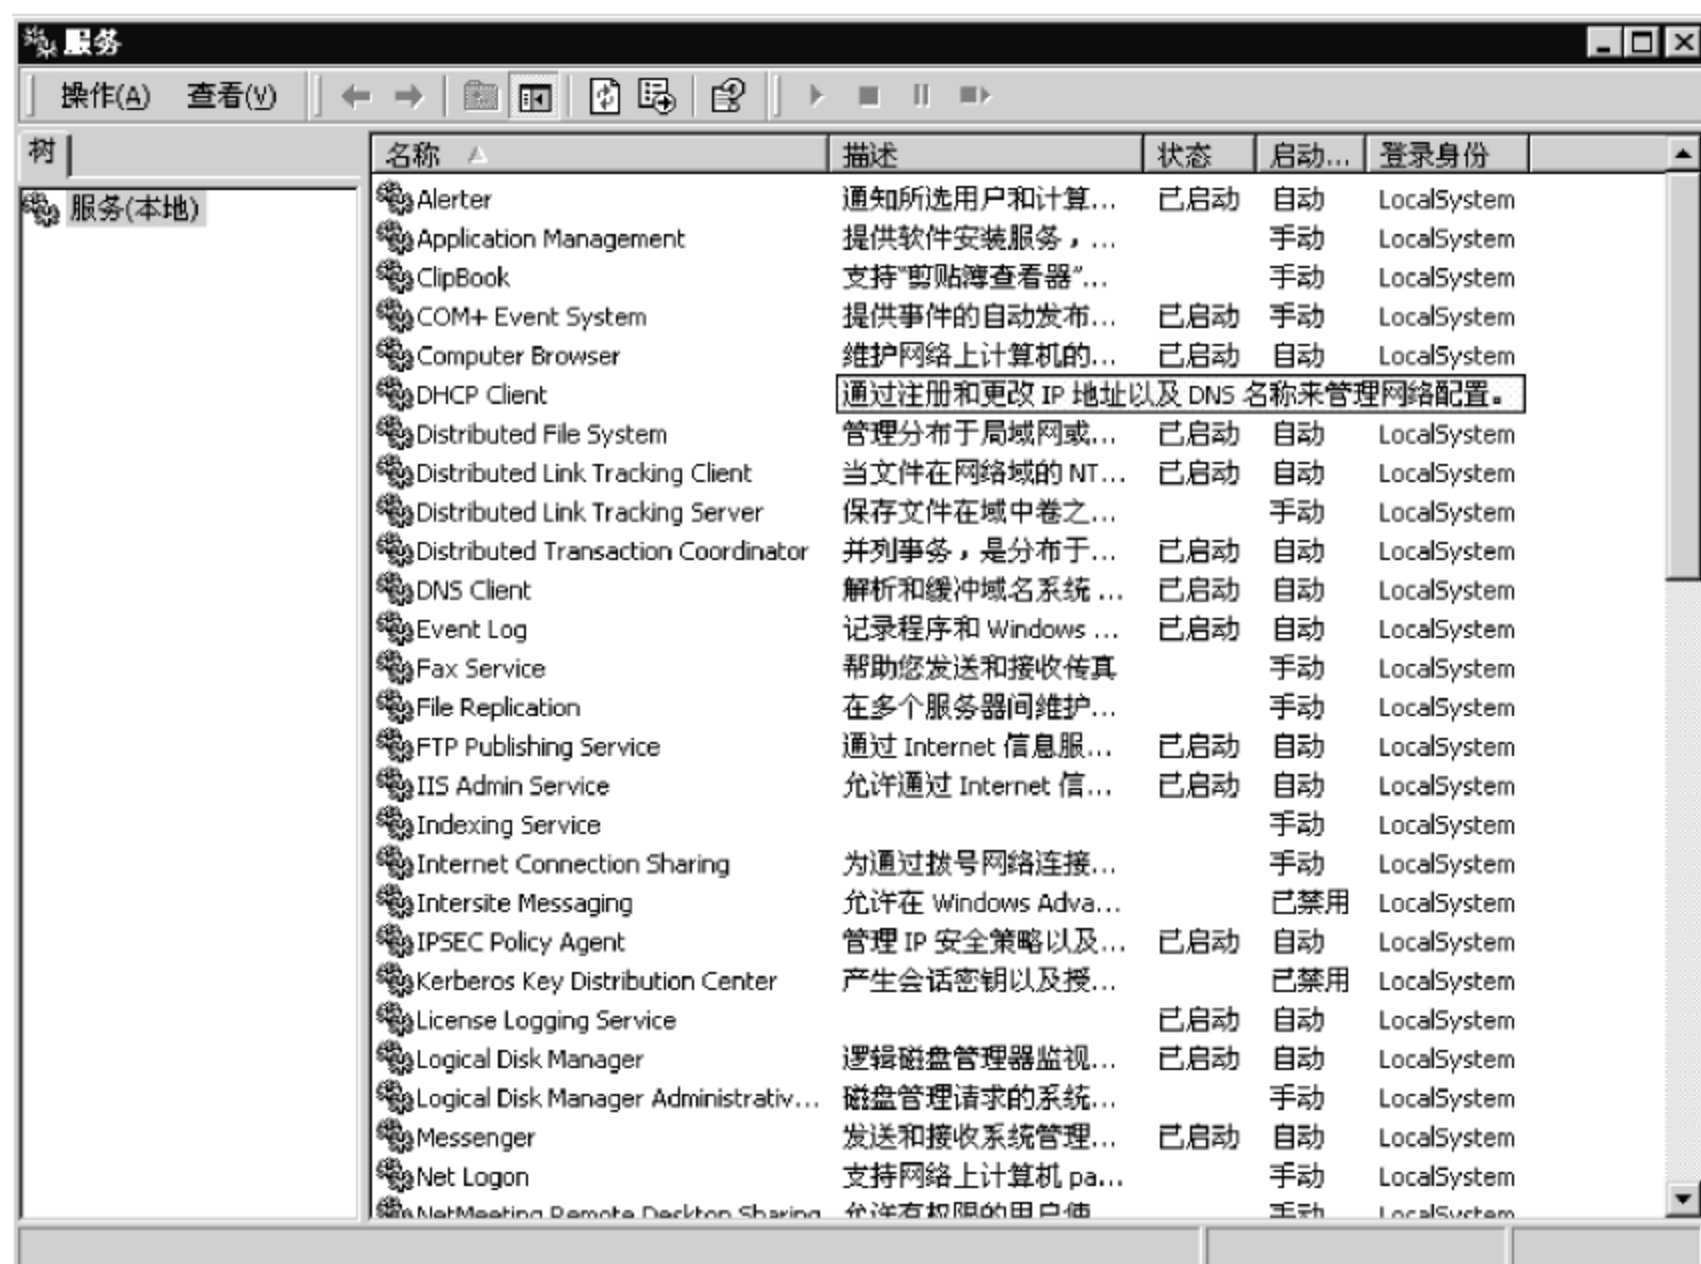 服务
操作(A) 查看(V)
树
服务(本地)
名称 描述 状态 启动... 登录身份
Alerter 通知所选用户和计算... 已启动 自动 LocalSystem
Application Management 提供软件安装服务，... 手动 LocalSystem
ClipBook 支持“剪贴簿查看器”... 手动 LocalSystem
COM+ Event System 提供事件的自动发布... 已启动 手动 LocalSystem
Computer Browser 维护网络上计算机的... 已启动 自动 LocalSystem
DHCP Client 通过注册和更改 IP 地址以及 DNS 名称来管理网络配置。
Distributed File System 管理分布于局域网或... 已启动 自动 LocalSystem
Distributed Link Tracking Client 当文件在网络域的 NT... 已启动 自动 LocalSystem
Distributed Link Tracking Server 保存文件在域中卷之... 手动 LocalSystem
Distributed Transaction Coordinator 并列事务，是分布于... 已启动 自动 LocalSystem
DNS Client 解析和缓冲域名系统 ... 已启动 自动 LocalSystem
Event Log 记录程序和 Windows ... 已启动 自动 LocalSystem
Fax Service 帮助您发送和接收传真 手动 LocalSystem
File Replication 在多个服务器间维护... 手动 LocalSystem
FTP Publishing Service 通过 Internet 信息服... 已启动 自动 LocalSystem
IIS Admin Service 允许通过 Internet 信... 已启动 自动 LocalSystem
Indexing Service 手动 LocalSystem
Internet Connection Sharing 为通过拨号网络连接... 手动 LocalSystem
Intersite Messaging 允许在 Windows Adva... 已禁用 LocalSystem
IPSEC Policy Agent 管理 IP 安全策略以及... 已启动 自动 LocalSystem
Kerberos Key Distribution Center 产生会话密钥以及授... 已禁用 LocalSystem
License Logging Service 已启动 自动 LocalSystem
Logical Disk Manager 逻辑磁盘管理器监视... 已启动 自动 LocalSystem
Logical Disk Manager Administrativ... 磁盘管理请求的系统... 手动 LocalSystem
Messenger 发送和接收系统管理... 已启动 自动 LocalSystem
Net Logon 支持网络上计算机 pa... 手动 LocalSystem
NetMeeting Remote Desktop Sharing 允许有权限的用户使 手动 LocalSystem